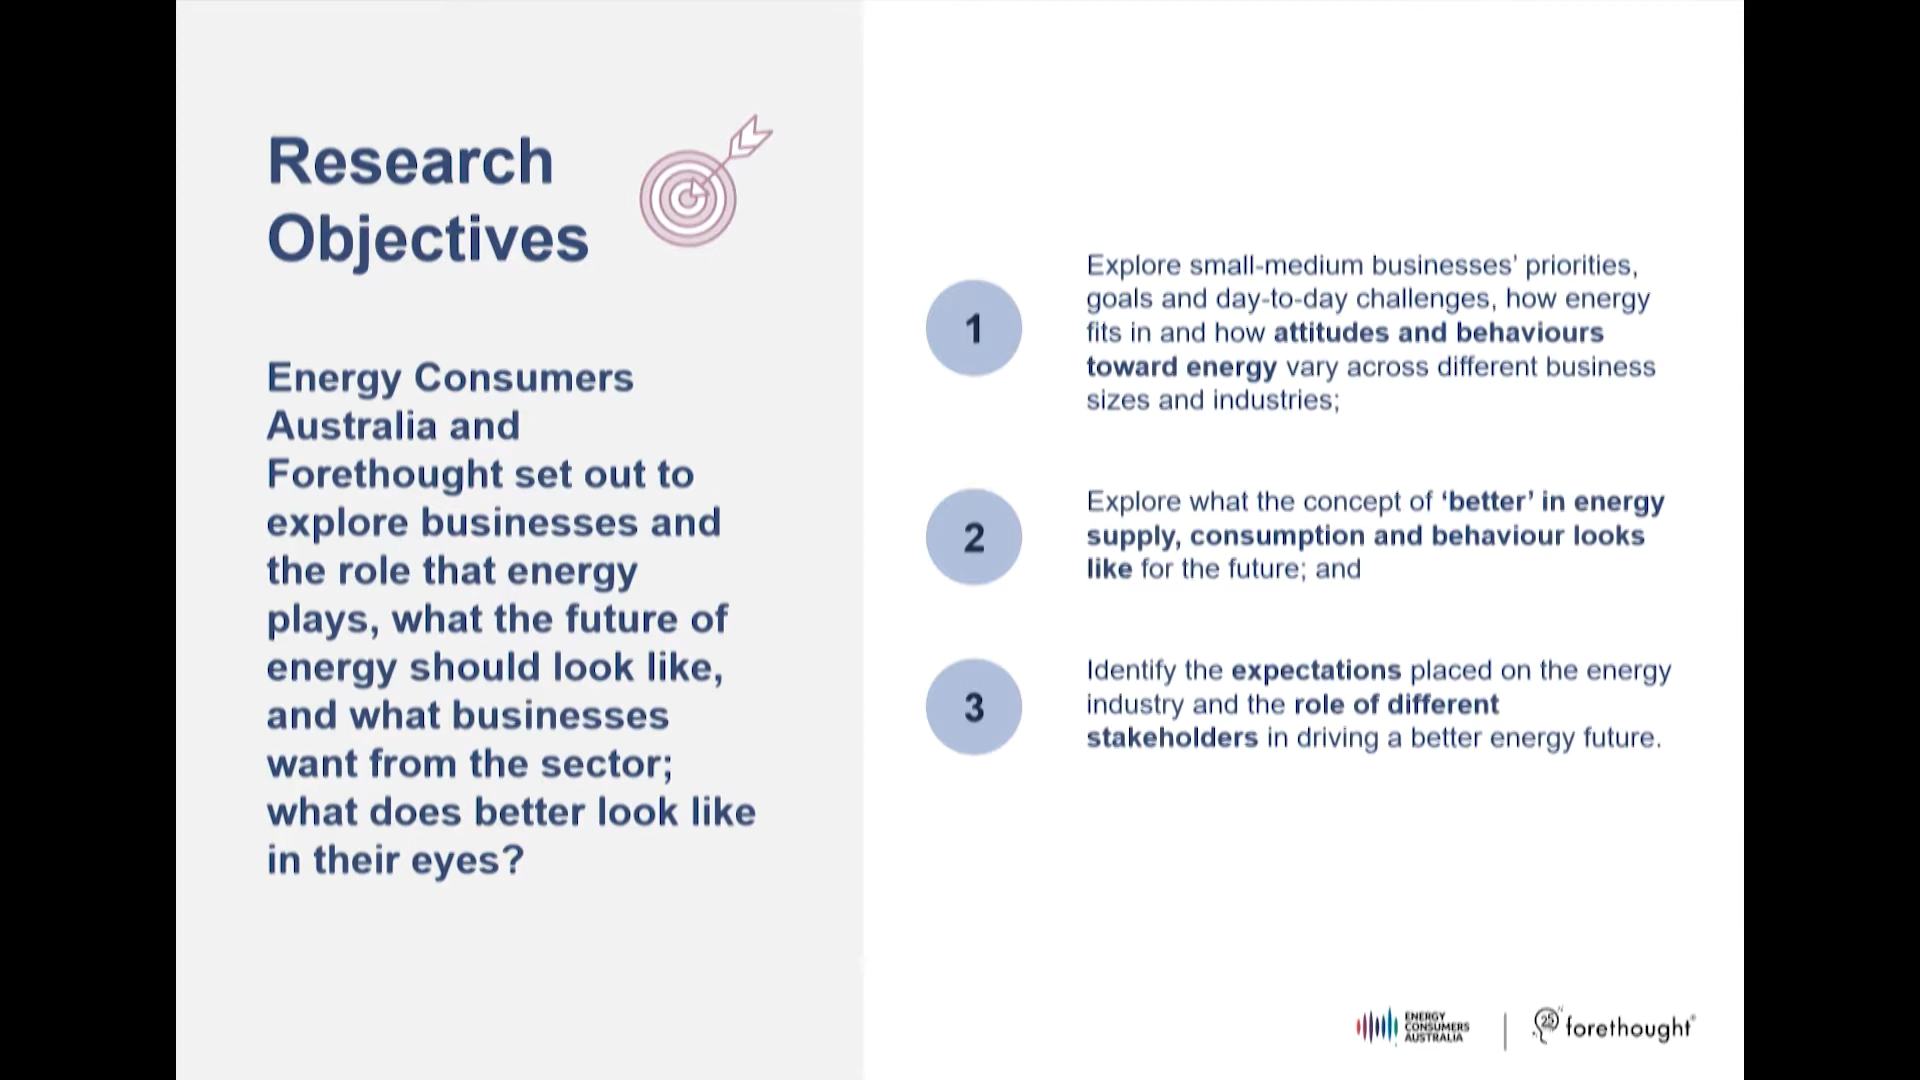 Research
Objectives
Energy Consumers
Australia and
Forethought set out to
explore businesses and
the role that energy
plays, what the future of
energy should look like,
and what businesses
want from the sector;
what does better look like
in their eyes?
1
Explore small-medium businesses’ priorities,
goals and day-to-day challenges, how energy
fits in and how attitudes and behaviours
toward energy vary across different business
sizes and industries;
2
Explore what the concept of ‘better’ in energy
supply, consumption and behaviour looks
like for the future; and
3
Identify the expectations placed on the energy
industry and the role of different
stakeholders in driving a better energy future.
ENERGY
CONSUMERS
AUSTRALIA
25 forethought